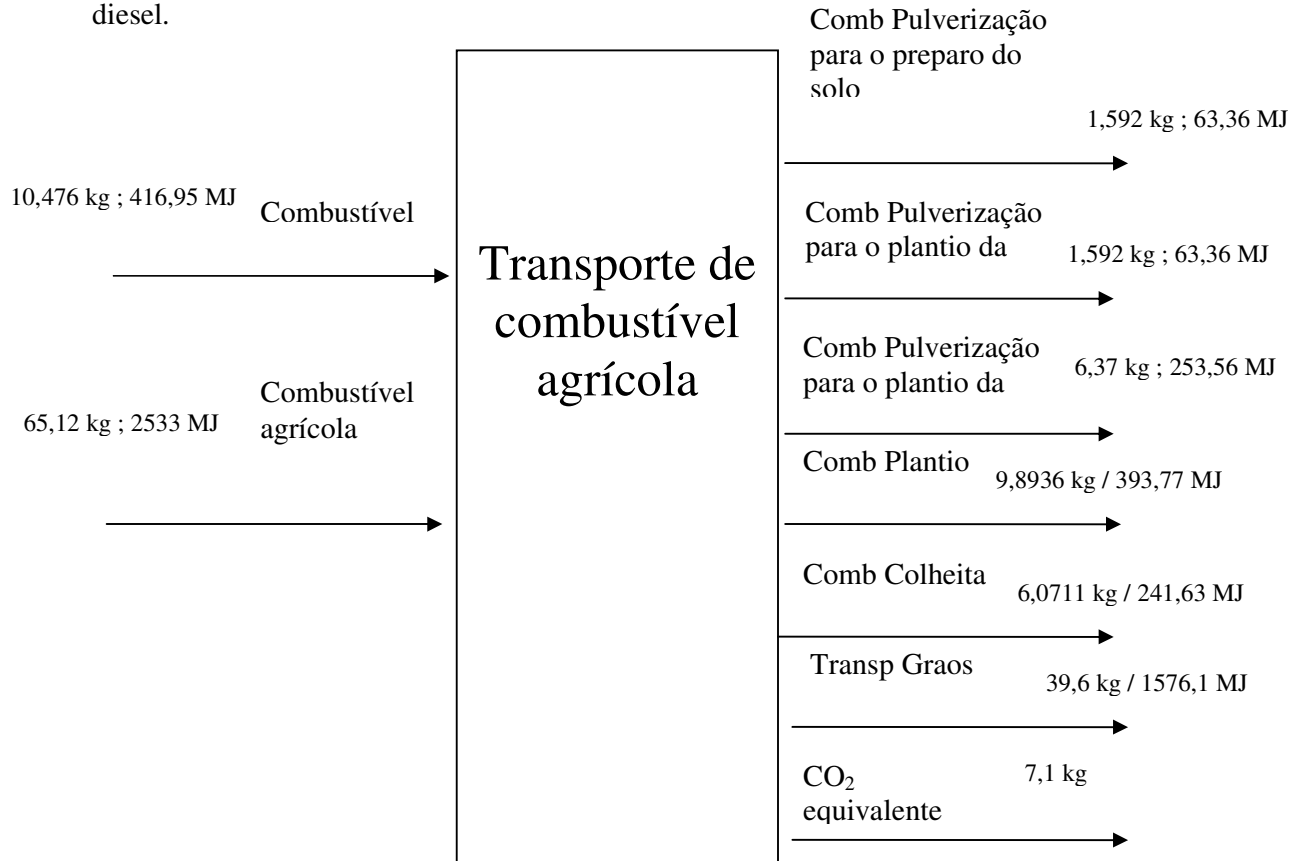 diesel.
10,476 kg ; 416,95 MJ
Combustível
65,12 kg ; 2533 MJ
Combustível
agrícola
Transporte de
combustível
agrícola
Comb Pulverização
para o preparo do
solo
1,592 kg ; 63,36 MJ
Comb Pulverização
para o plantio da
1,592 kg ; 63,36 MJ
Comb Pulverização
para o plantio da
6,37 kg ; 253,56 MJ
Comb Plantio
9,8936 kg / 393,77 MJ
Comb Colheita
6,0711 kg / 241,63 MJ
Transp Graos
39,6 kg / 1576,1 MJ
CO₂
equivalente
7,1 kg